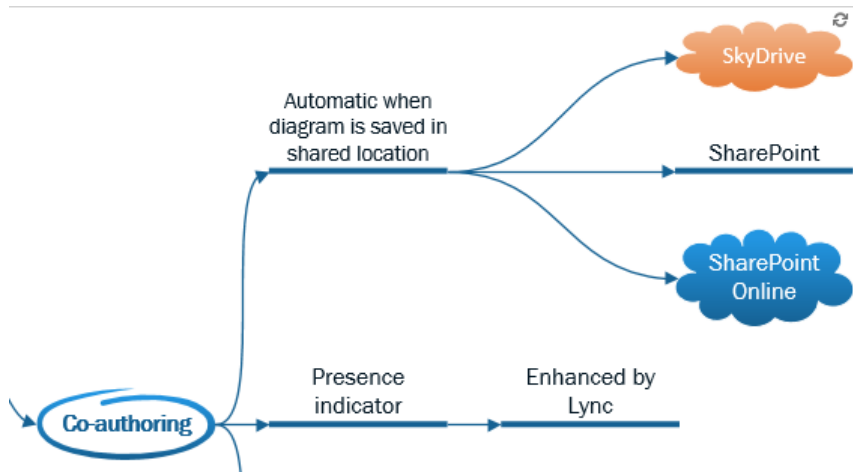 SkyDrive
Automatic when
diagram is saved in
shared location
SharePoint
SharePoint
Online
Presence
indicator
Enhanced by
Lync
Co-authoring